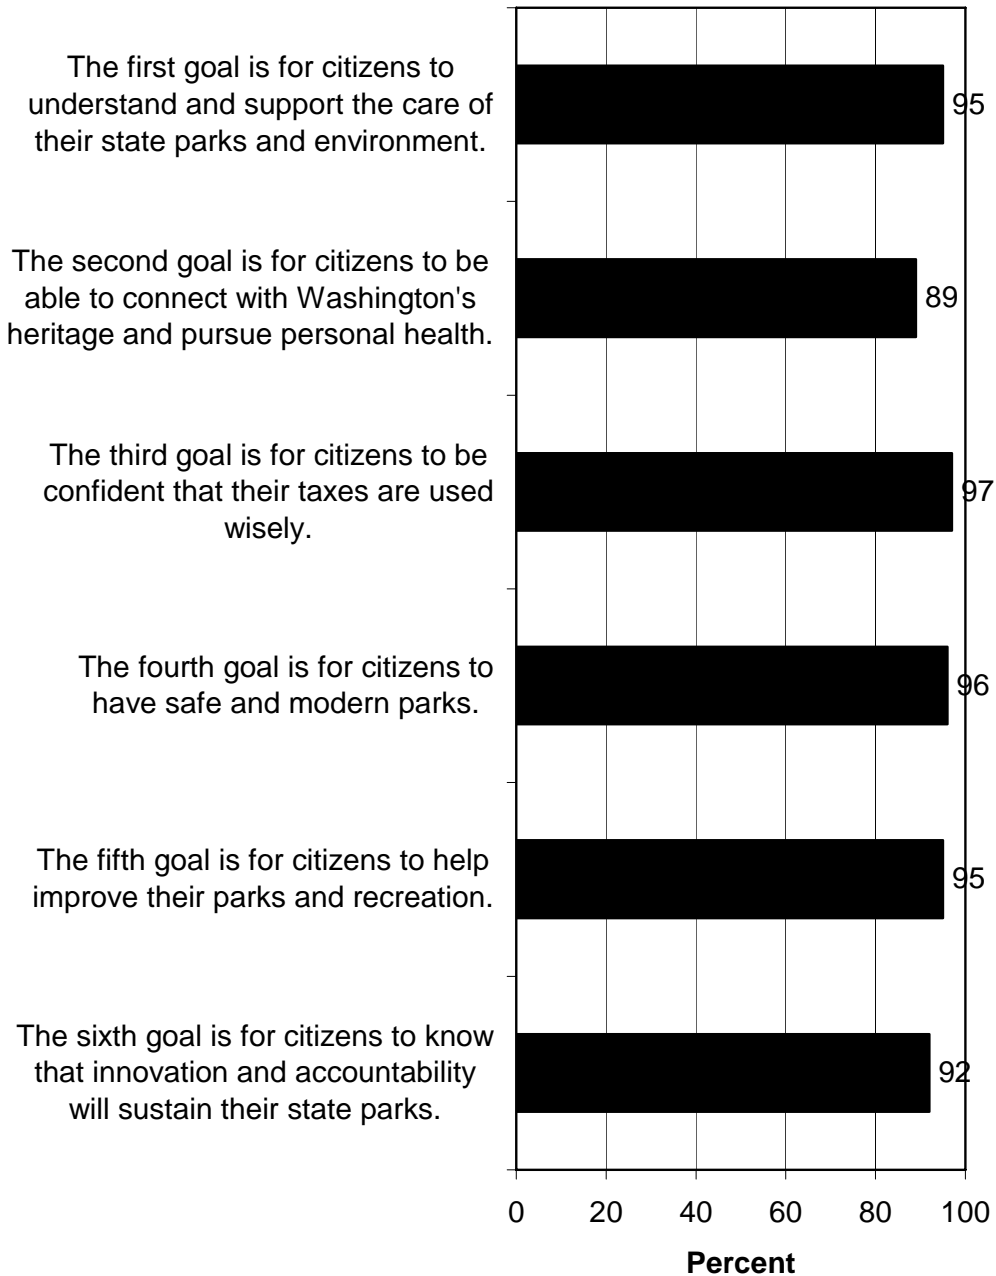 The first goal is for citizens to
understand and support the care of
their state parks and environment.
95
The second goal is for citizens to be
able to connect with Washington's
heritage and pursue personal health.
89
The third goal is for citizens to be
confident that their taxes are used
wisely.
97
The fourth goal is for citizens to
have safe and modern parks.
96
The fifth goal is for citizens to help
improve their parks and recreation.
95
The sixth goal is for citizens to know
that innovation and accountability
will sustain their state parks.
92
0 20 40 60 80 100
Percent